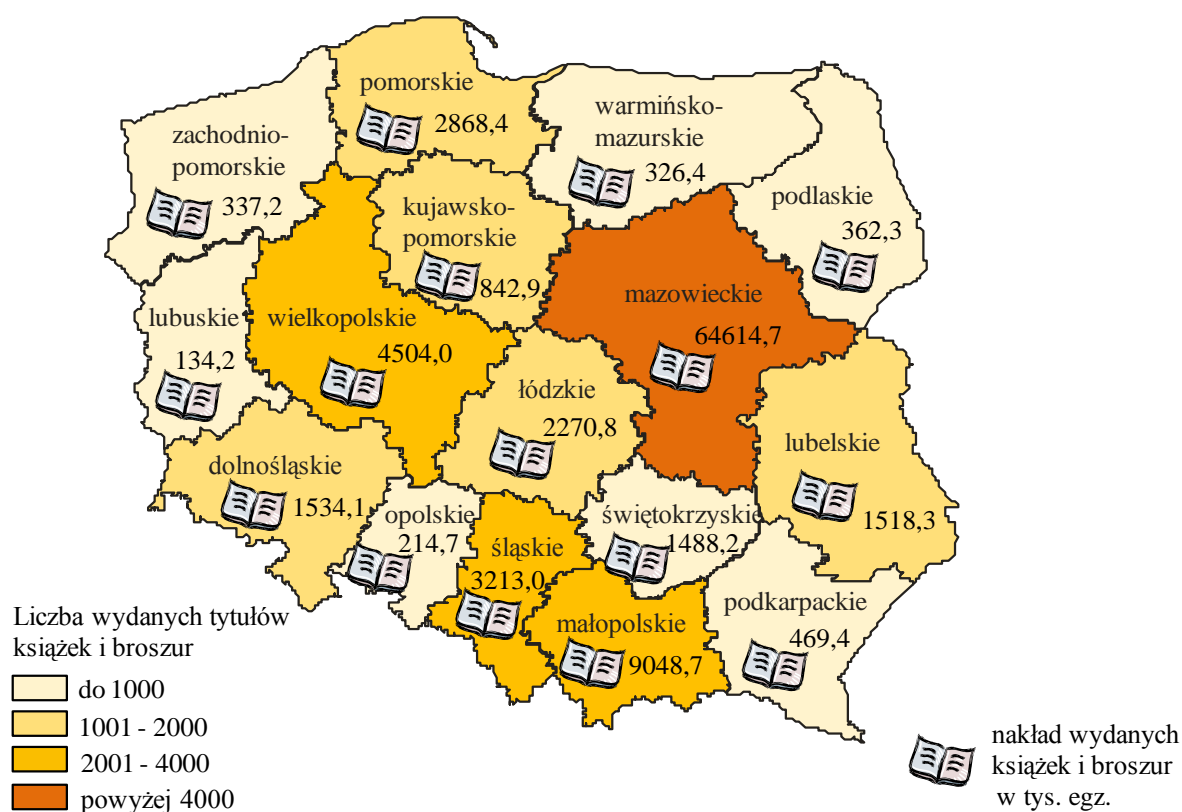 pomorskie
2868,4
warmińsko-
mazurskie
326,4
zachodnio-
pomorskie
337,2
podlaskie
362,3
kujawsko-
pomorskie
842,9
mazowieckie
64614,7
lubuskie
134,2
wielkopolskie
4504,0
łódzkie
2270,8
lubelskie
1518,3
dolnośląskie
1534,1
opolskie
214,7
śląskie
3213,0
świętokrzyskie
1488,2
małopolskie
9048,7
podkarpackie
469,4
Liczba wydanych tytułów
książek i broszur
do 1000
1001 - 2000
2001 - 4000
powyżej 4000
nakład wydanych
książek i broszur
w tys. egz.